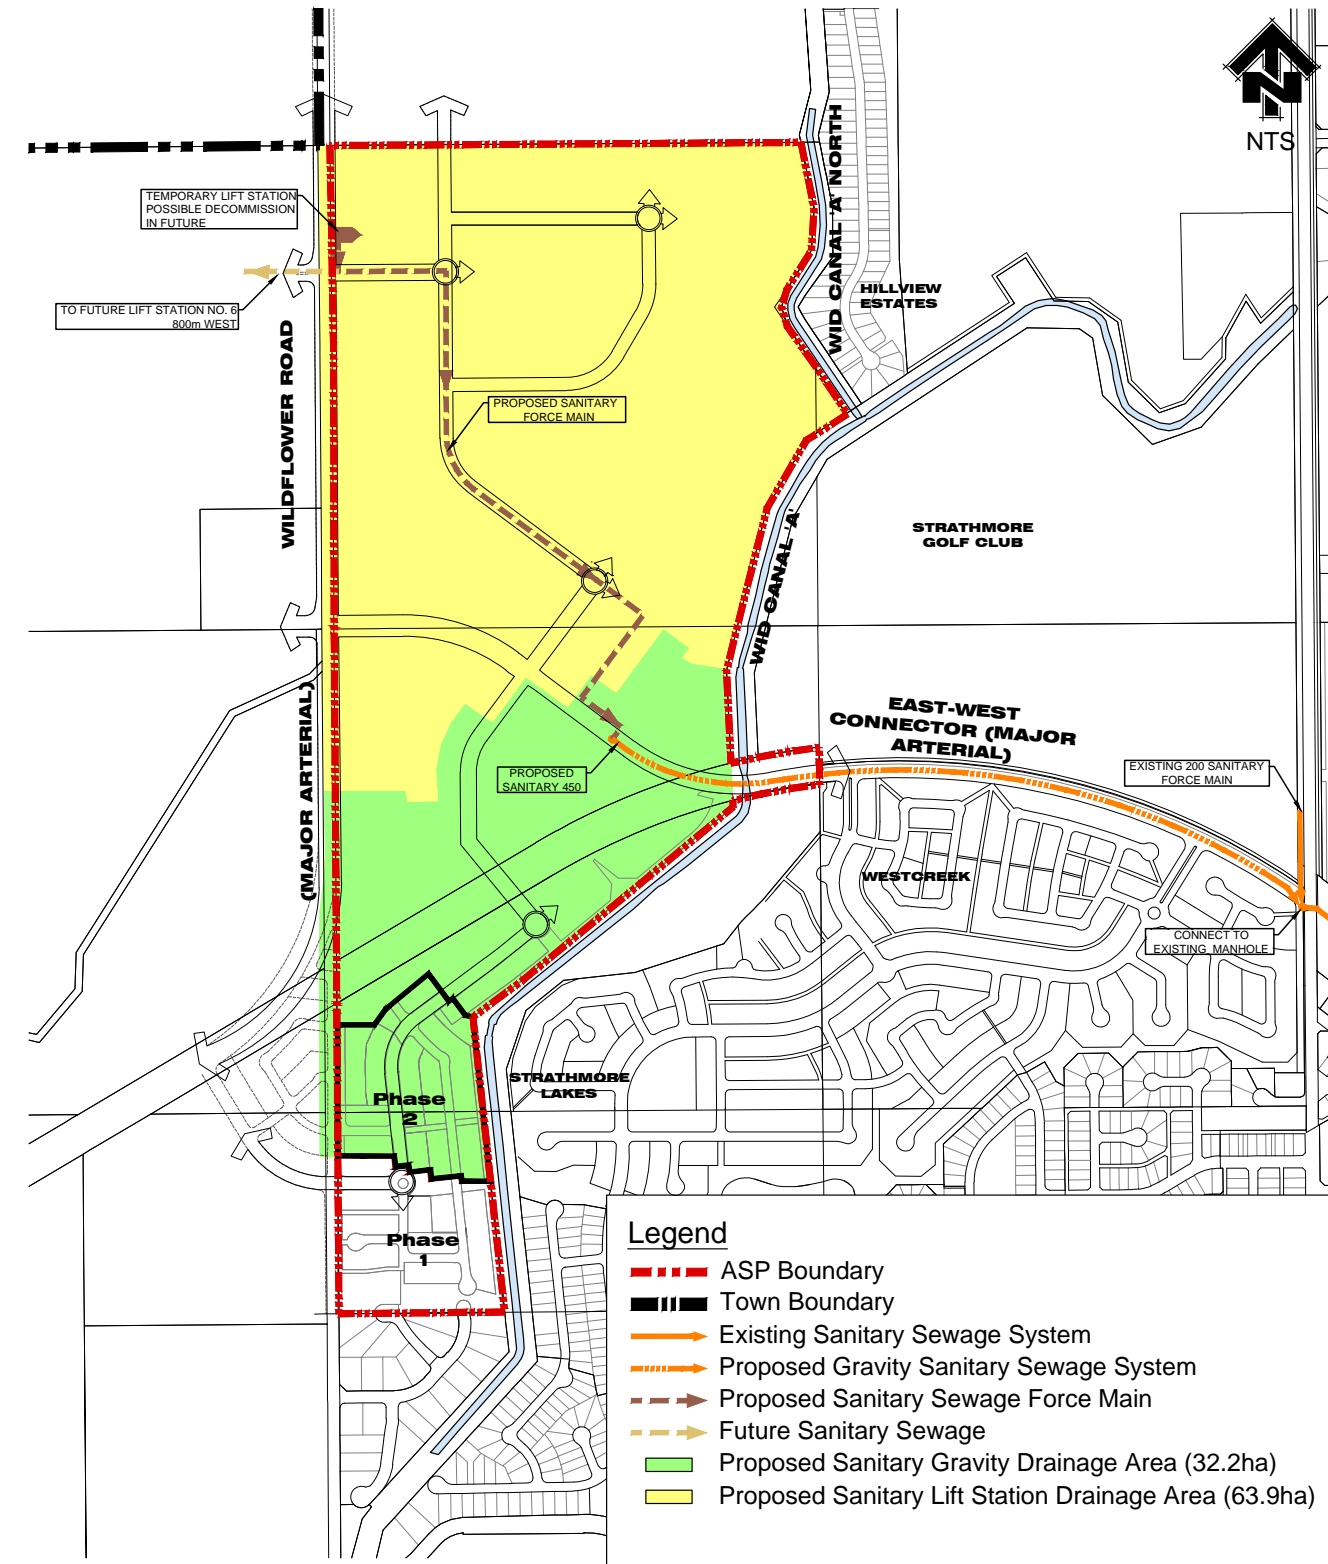 N
NTS
TEMPORARY LIFT STATION
POSSIBLE DECOMMISSION
IN FUTURE
TO FUTURE LIFT STATION NO. 6
800m WEST
WILDFLOWER ROAD
(MAJOR ARTERIAL)
WID CANAL 'A' NORTH
HILLVIEW
ESTATES
PROPOSED SANITARY
FORCE MAIN
STRATHMORE
GOLF CLUB
WID CANAL 'A'
EAST-WEST
CONNECTOR (MAJOR
ARTERIAL)
PROPOSED
SANITARY 450
EXISTING 200 SANITARY
FORCE MAIN
WESTCREEK
CONNECT TO
EXISTING MANHOLE
STRATHMORE
LAKES
Phase
2
Phase
1
Legend
ASP Boundary
Town Boundary
Existing Sanitary Sewage System
Proposed Gravity Sanitary Sewage System
Proposed Sanitary Sewage Force Main
Future Sanitary Sewage
Proposed Sanitary Gravity Drainage Area (32.2ha)
Proposed Sanitary Lift Station Drainage Area (63.9ha)